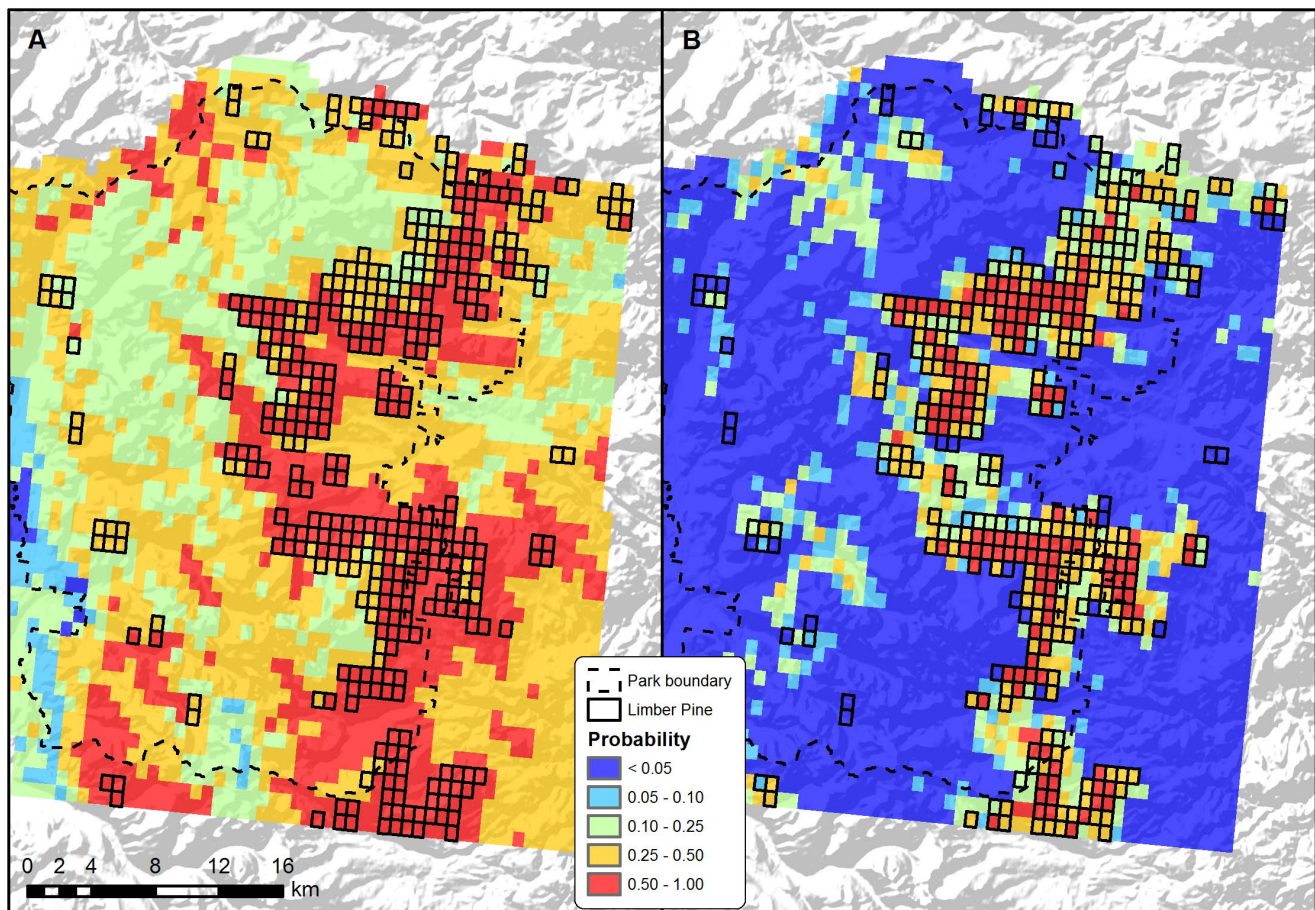 A
B
Park boundary
Limber Pine
Probability
< 0.05
0.05 - 0.10
0.10 - 0.25
0.25 - 0.50
0.50 - 1.00
0 2 4 8 12 16
km